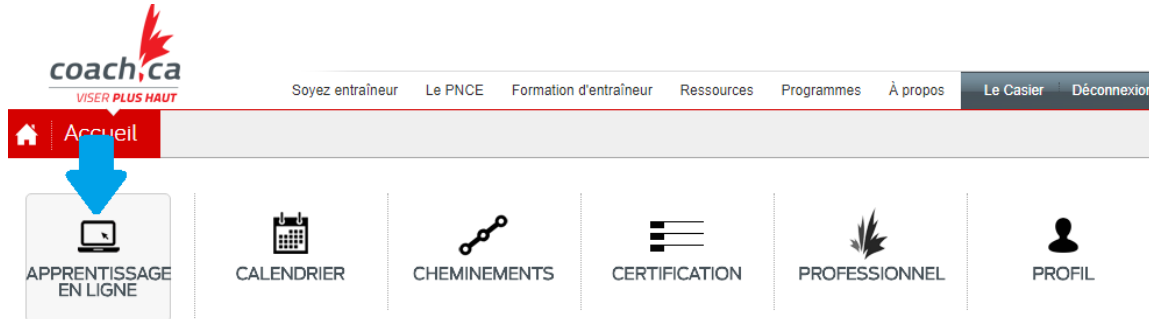 coach.ca
VISER PLUS HAUT
Soyez entraîneur Le PNCE Formation d'entraîneur Ressources Programmes À propos Le Casier Déconnexion
Accueil
APPRENTISSAGE
EN LIGNE
CALENDRIER
CHEMINEMENTS
CERTIFICATION
PROFESSIONNEL
PROFIL